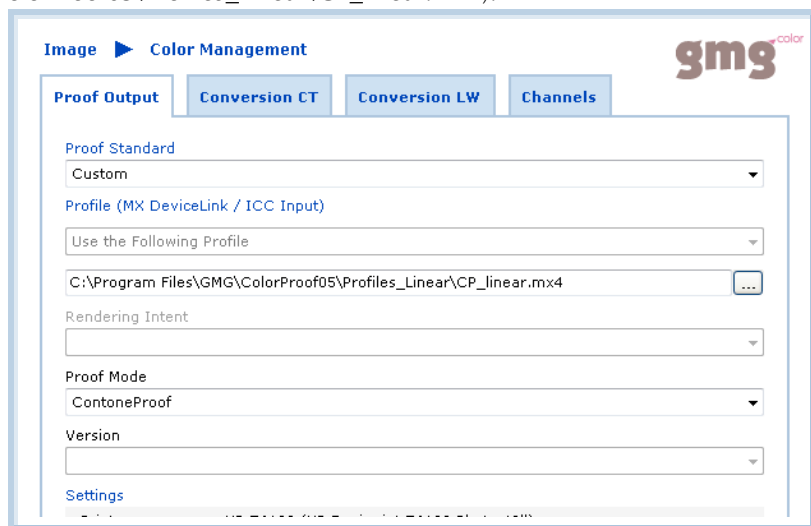 Image ▶ Color Management
gmg color
Proof Output Conversion CT Conversion LW Channels
Proof Standard
Custom
Profile (MX DeviceLink / ICC Input)
Use the Following Profile
C:\Program Files\GMG\ColorProof05\Profiles_Linear\CP_linear.mx4
...
Rendering Intent
Proof Mode
ContoneProof
Version
Settings